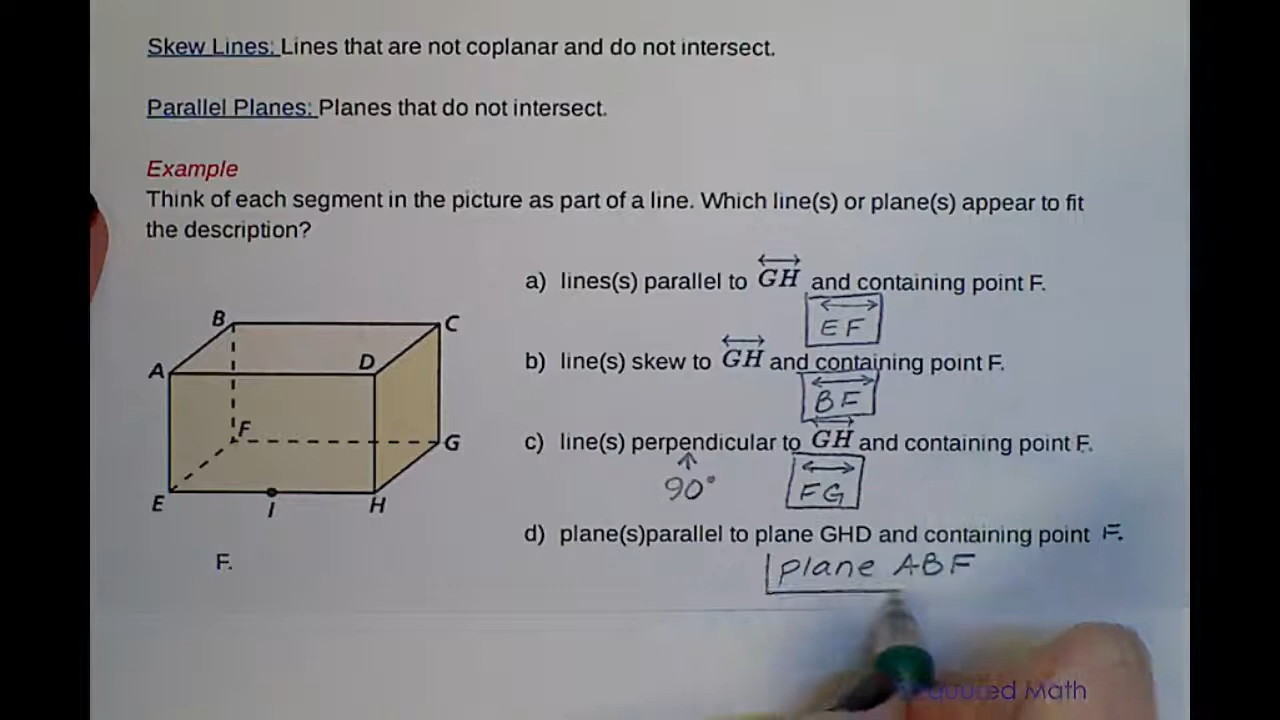 Skew Lines: Lines that are not coplanar and do not intersect.
Parallel Planes: Planes that do not intersect.
Example
Think of each segment in the picture as part of a line. Which line(s) or plane(s) appear to fit
the description?
a) lines(s) parallel to GH and containing point F.
EF
b) line(s) skew to GH and containing point F.
BF
c) line(s) perpendicular to GH and containing point F.
90°
FG
d) plane(s)parallel to plane GHD and containing point F.
plane ABF
B
C
A
D
F
G
E
I
H
F.
Math